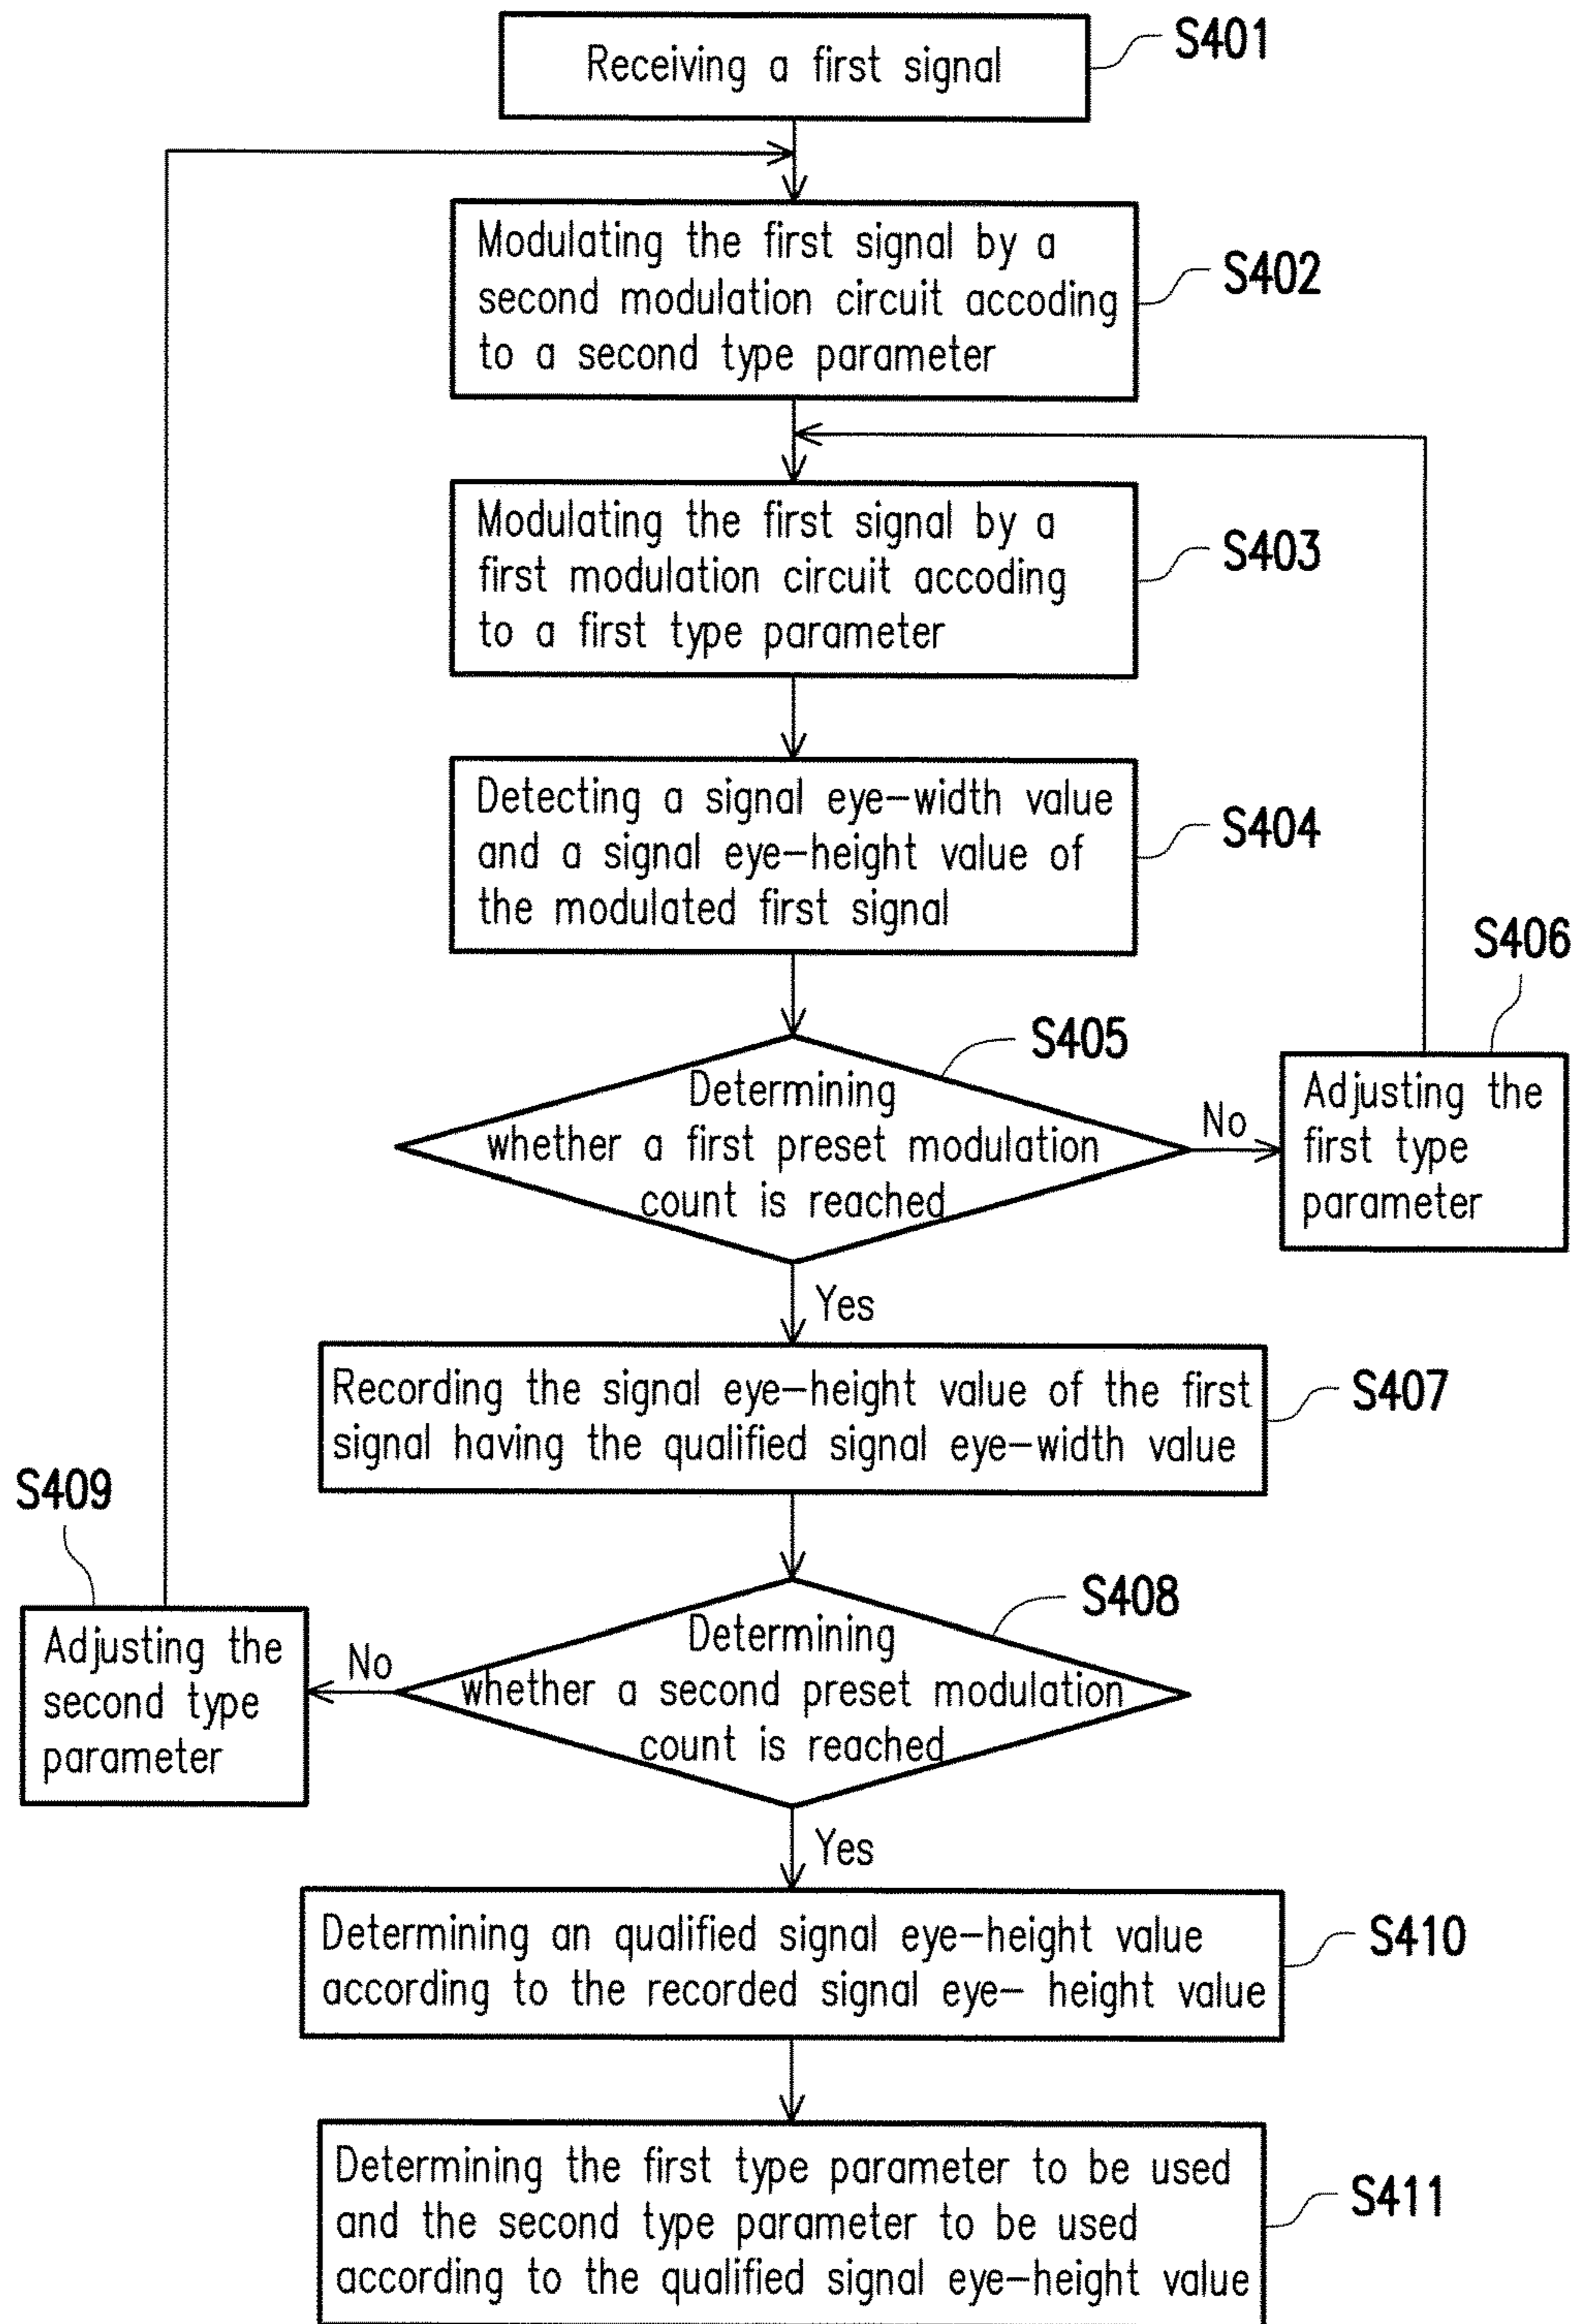 Receiving a first signal
S401
Modulating the first signal by a
second modulation circuit accoding
to a second type parameter
S402
Modulating the first signal by a
first modulation circuit accoding
to a first type parameter
S403
Detecting a signal eye-width value
and a signal eye-height value of
the modulated first signal
S404
S405
Determining
whether a first preset modulation
count is reached
No
S406
Adjusting the
first type
parameter
Yes
Recording the signal eye-height value of the first
signal having the qualified signal eye-width value
S407
S408
Determining
whether a second preset modulation
count is reached
No
S409
Adjusting the
second type
parameter
Yes
Determining an qualified signal eye-height value
according to the recorded signal eye- height value
S410
Determining the first type parameter to be used
and the second type parameter to be used
according to the qualified signal eye-height value
S411